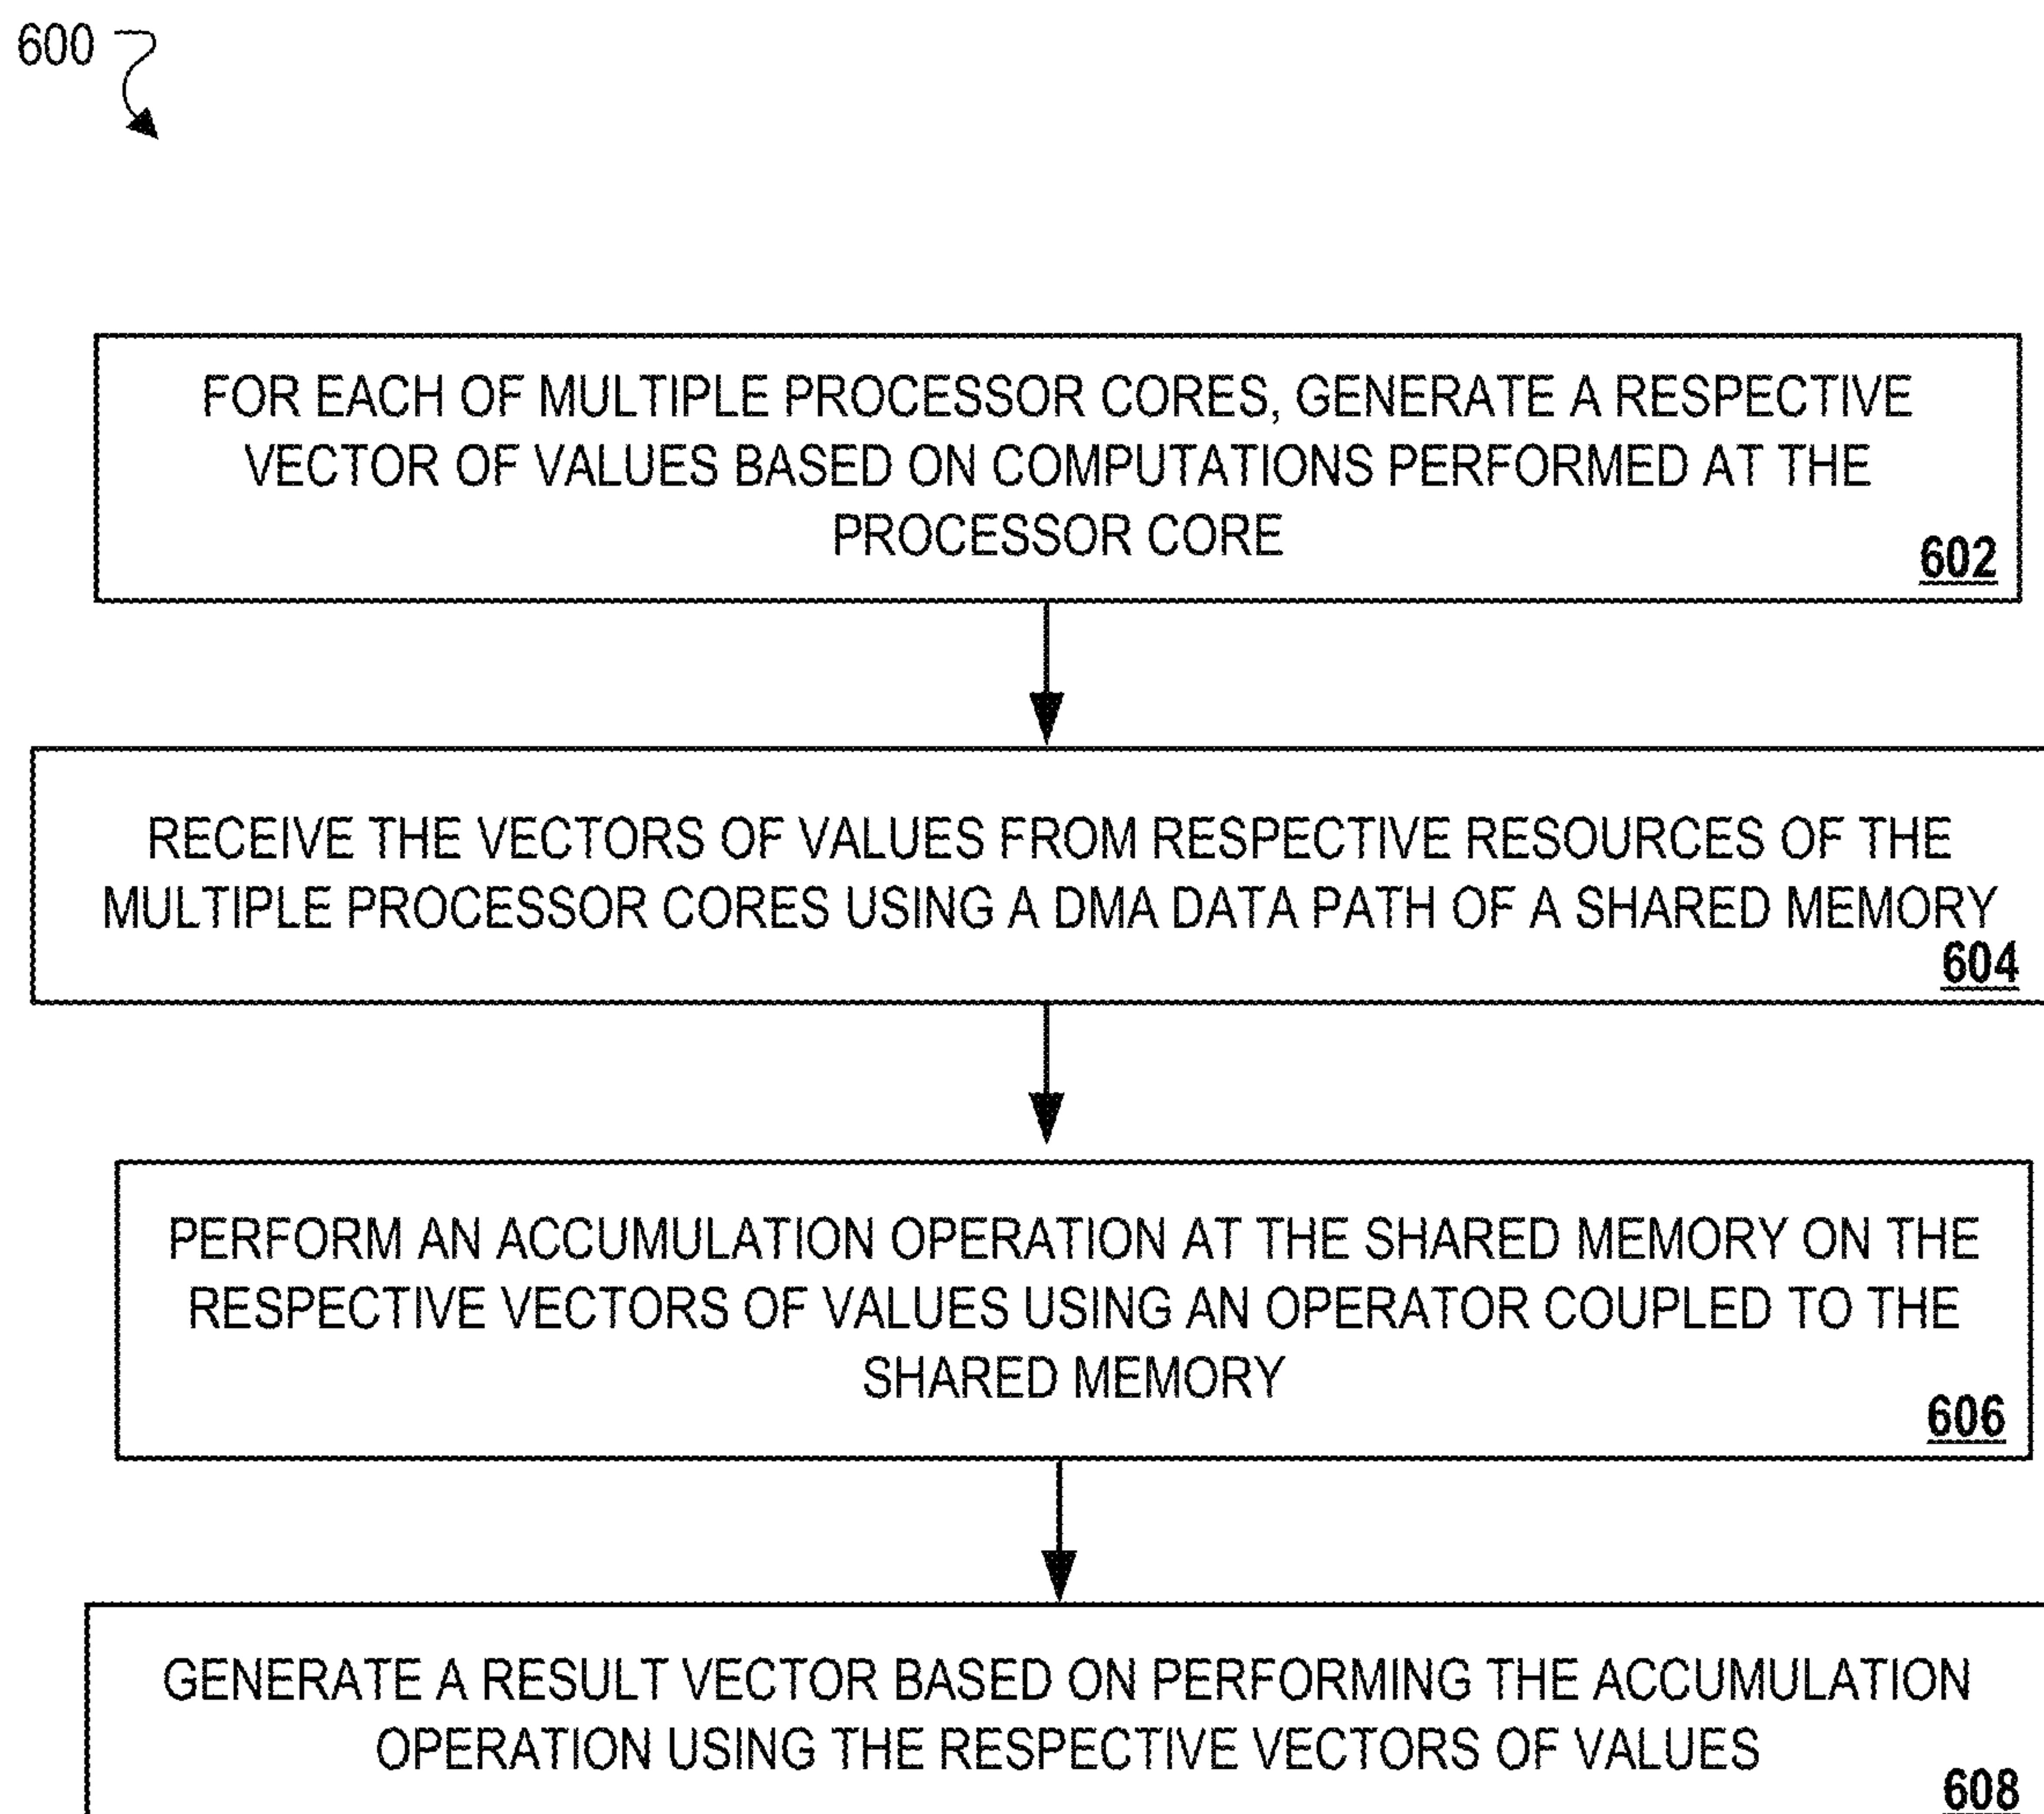 600
FOR EACH OF MULTIPLE PROCESSOR CORES, GENERATE A RESPECTIVE
VECTOR OF VALUES BASED ON COMPUTATIONS PERFORMED AT THE
PROCESSOR CORE
602
RECEIVE THE VECTORS OF VALUES FROM RESPECTIVE RESOURCES OF THE
MULTIPLE PROCESSOR CORES USING A DMA DATA PATH OF A SHARED MEMORY
604
PERFORM AN ACCUMULATION OPERATION AT THE SHARED MEMORY ON THE
RESPECTIVE VECTORS OF VALUES USING AN OPERATOR COUPLED TO THE
SHARED MEMORY
606
GENERATE A RESULT VECTOR BASED ON PERFORMING THE ACCUMULATION
OPERATION USING THE RESPECTIVE VECTORS OF VALUES
608